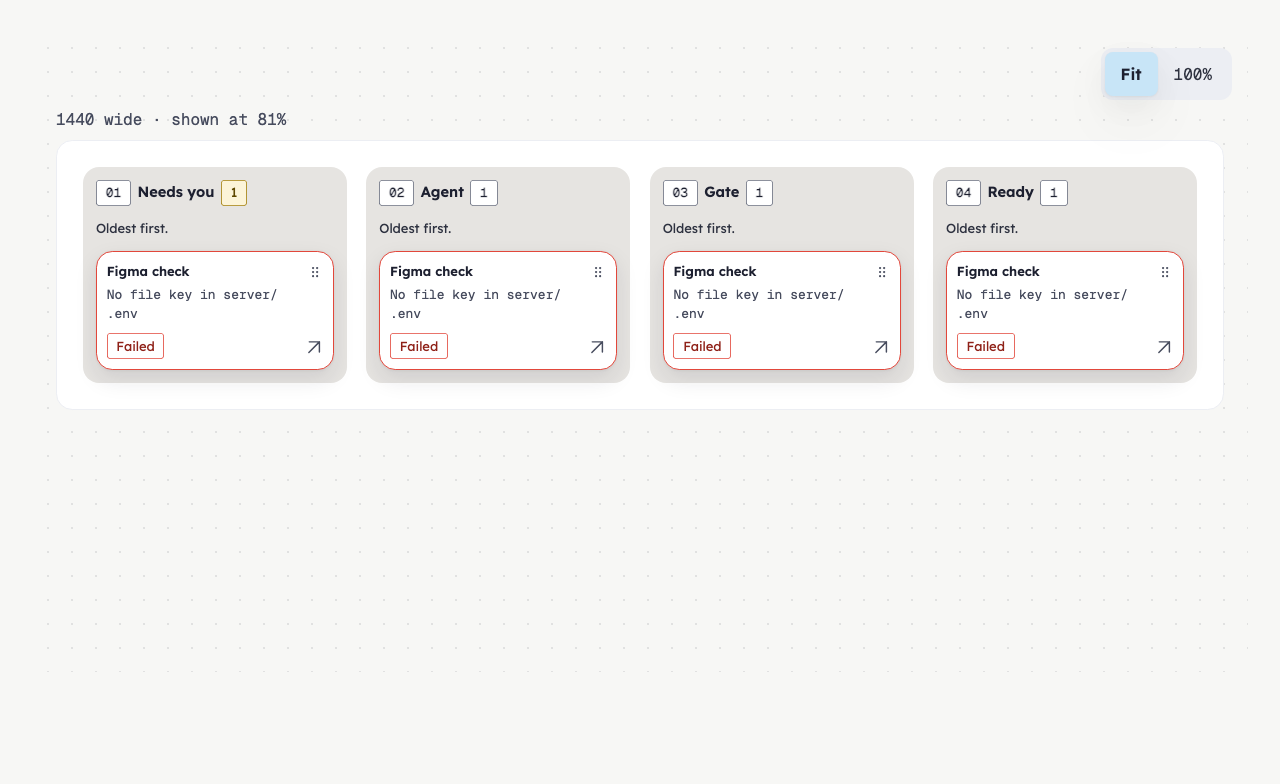 Fit 100%
1440 wide · shown at 81%
01 Needs you 1
Oldest first.
Figma check
No file key in server/
.env
Failed
02 Agent 1
Oldest first.
Figma check
No file key in server/
.env
Failed
03 Gate 1
Oldest first.
Figma check
No file key in server/
.env
Failed
04 Ready 1
Oldest first.
Figma check
No file key in server/
.env
Failed